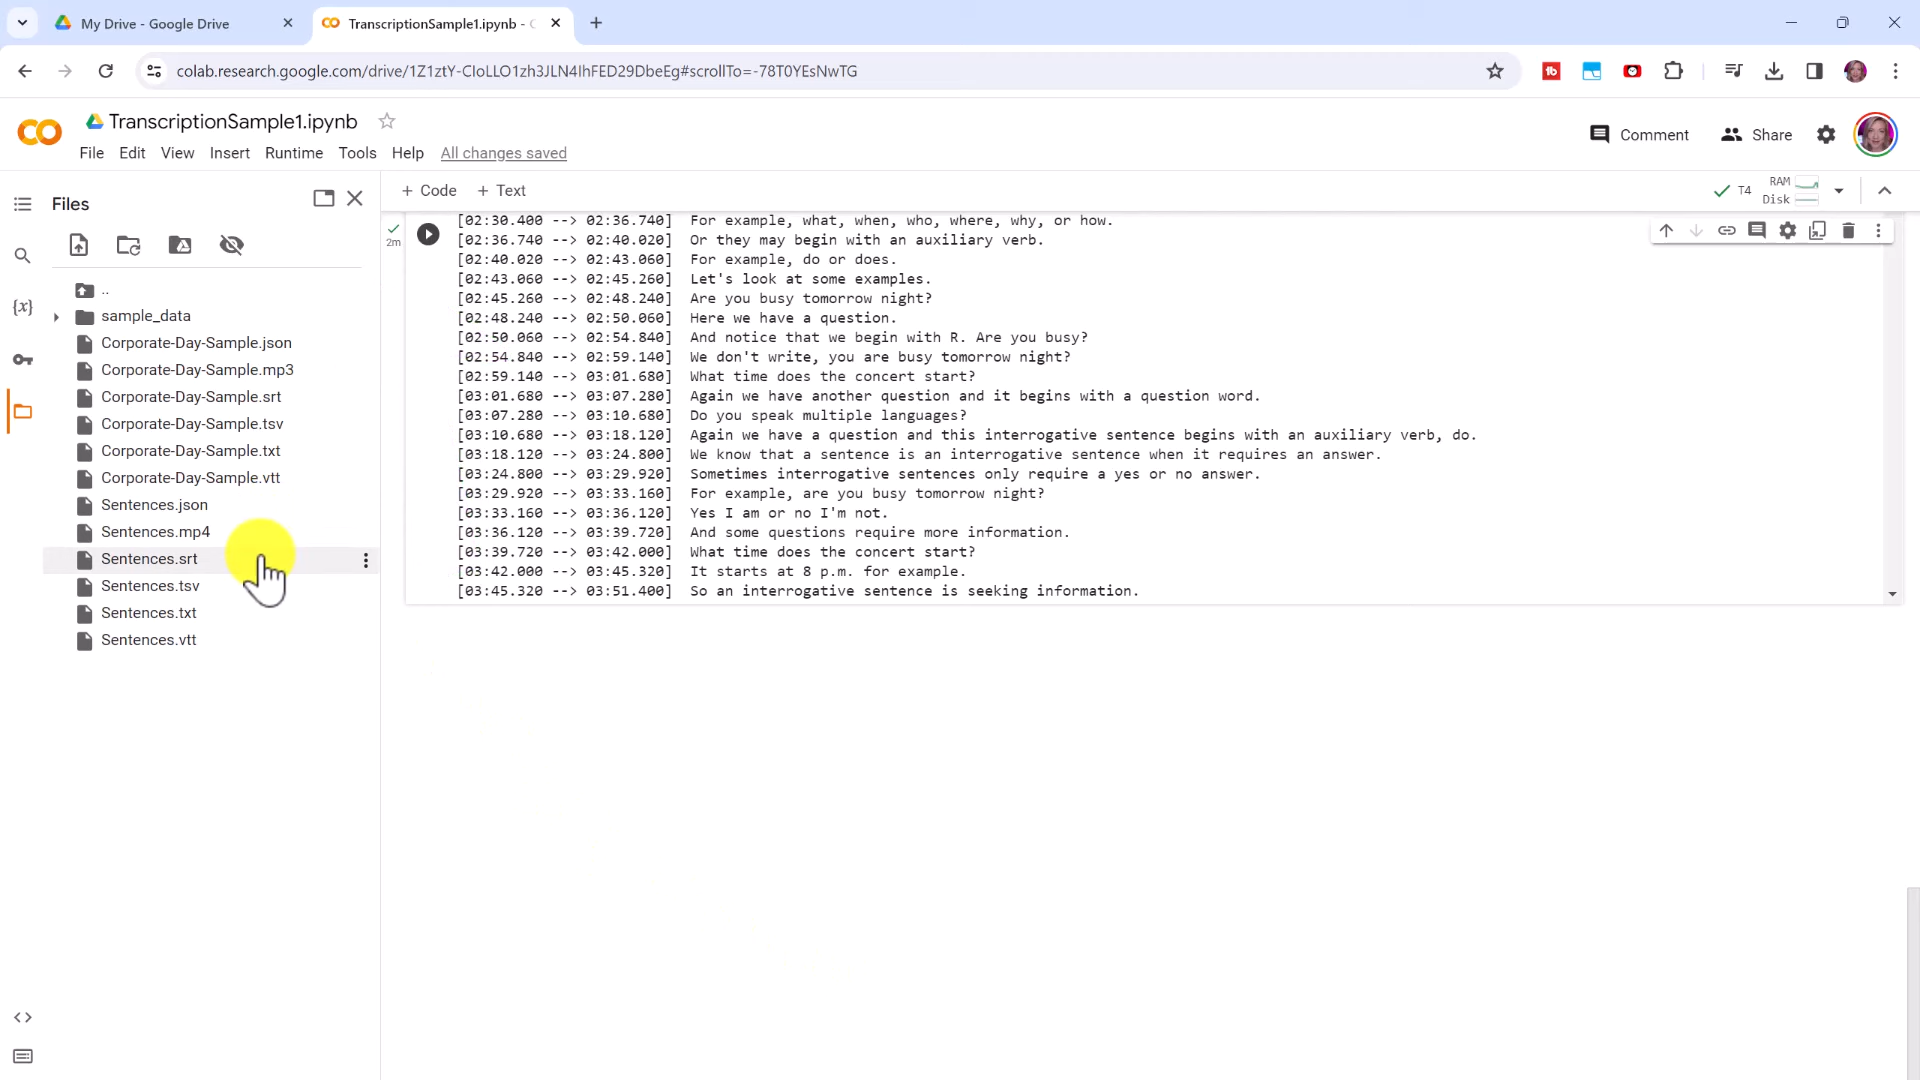 My Drive - Google Drive
TranscriptionSample1.ipynb - C
colab.research.google.com/drive/1Z1ztY-CIoLLO1zh3JLN4IhFED29DbeEg#scrollTo=-78T0YEsNwTG
TranscriptionSample1.ipynb
Comment
Share
File Edit View Insert Runtime Tools Help All changes saved
Files
+ Code + Text
T4
RAM
Disk
2m
..
sample_data
Corporate-Day-Sample.json
Corporate-Day-Sample.mp3
Corporate-Day-Sample.srt
Corporate-Day-Sample.tsv
Corporate-Day-Sample.txt
Corporate-Day-Sample.vtt
Sentences.json
Sentences.mp4
Sentences.srt
Sentences.tsv
Sentences.txt
Sentences.vtt
[02:30.400 --> 02:36.740] For example, what, when, who, where, why, or how.
[02:36.740 --> 02:40.020] Or they may begin with an auxiliary verb.
[02:40.020 --> 02:43.060] For example, do or does.
[02:43.060 --> 02:45.260] Let's look at some examples.
[02:45.260 --> 02:48.240] Are you busy tomorrow night?
[02:48.240 --> 02:50.060] Here we have a question.
[02:50.060 --> 02:54.840] And notice that we begin with R. Are you busy?
[02:54.840 --> 02:59.140] We don't write, you are busy tomorrow night?
[02:59.140 --> 03:01.680] What time does the concert start?
[03:01.680 --> 03:07.280] Again we have another question and it begins with a question word.
[03:07.280 --> 03:10.680] Do you speak multiple languages?
[03:10.680 --> 03:18.120] Again we have a question and this interrogative sentence begins with an auxiliary verb, do.
[03:18.120 --> 03:24.800] We know that a sentence is an interrogative sentence when it requires an answer.
[03:24.800 --> 03:29.920] Sometimes interrogative sentences only require a yes or no answer.
[03:29.920 --> 03:33.160] For example, are you busy tomorrow night?
[03:33.160 --> 03:36.120] Yes I am or no I'm not.
[03:36.120 --> 03:39.720] And some questions require more information.
[03:39.720 --> 03:42.000] What time does the concert start?
[03:42.000 --> 03:45.320] It starts at 8 p.m. for example.
[03:45.320 --> 03:51.400] So an interrogative sentence is seeking information.